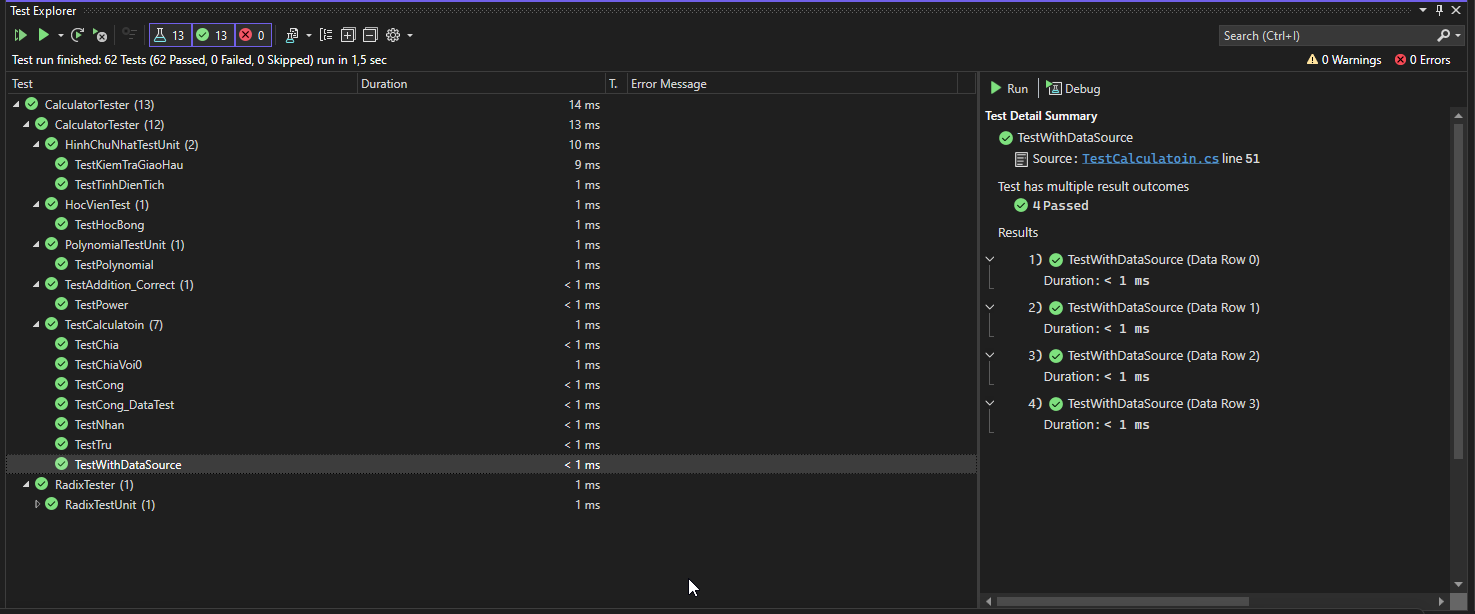 Test Explorer
13 13 0
Search (Ctrl+I)
Test run finished: 62 Tests (62 Passed, 0 Failed, 0 Skipped) run in 1,5 sec
0 Warnings 0 Errors
Test Duration T. Error Message
CalculatorTester (13) 14 ms
CalculatorTester (12) 13 ms
HinhChuNhatTestUnit (2) 10 ms
TestKiemTraGiaoHau 9 ms
TestTinhDienTich 1 ms
HocVienTest (1) 1 ms
TestHocBong 1 ms
PolynomialTestUnit (1) 1 ms
TestPolynomial 1 ms
TestAddition_Correct (1) < 1 ms
TestPower < 1 ms
TestCalculatoin (7) 1 ms
TestChia < 1 ms
TestChiaVoi0 1 ms
TestCong < 1 ms
TestCong_DataTest < 1 ms
TestNhan < 1 ms
TestTru < 1 ms
TestWithDataSource < 1 ms
RadixTester (1) 1 ms
RadixTestUnit (1) 1 ms
Run Debug
Test Detail Summary
TestWithDataSource
Source: TestCalculatoin.cs line 51
Test has multiple result outcomes
4 Passed
Results
1) TestWithDataSource (Data Row 0)
Duration: < 1 ms
2) TestWithDataSource (Data Row 1)
Duration: < 1 ms
3) TestWithDataSource (Data Row 2)
Duration: < 1 ms
4) TestWithDataSource (Data Row 3)
Duration: < 1 ms